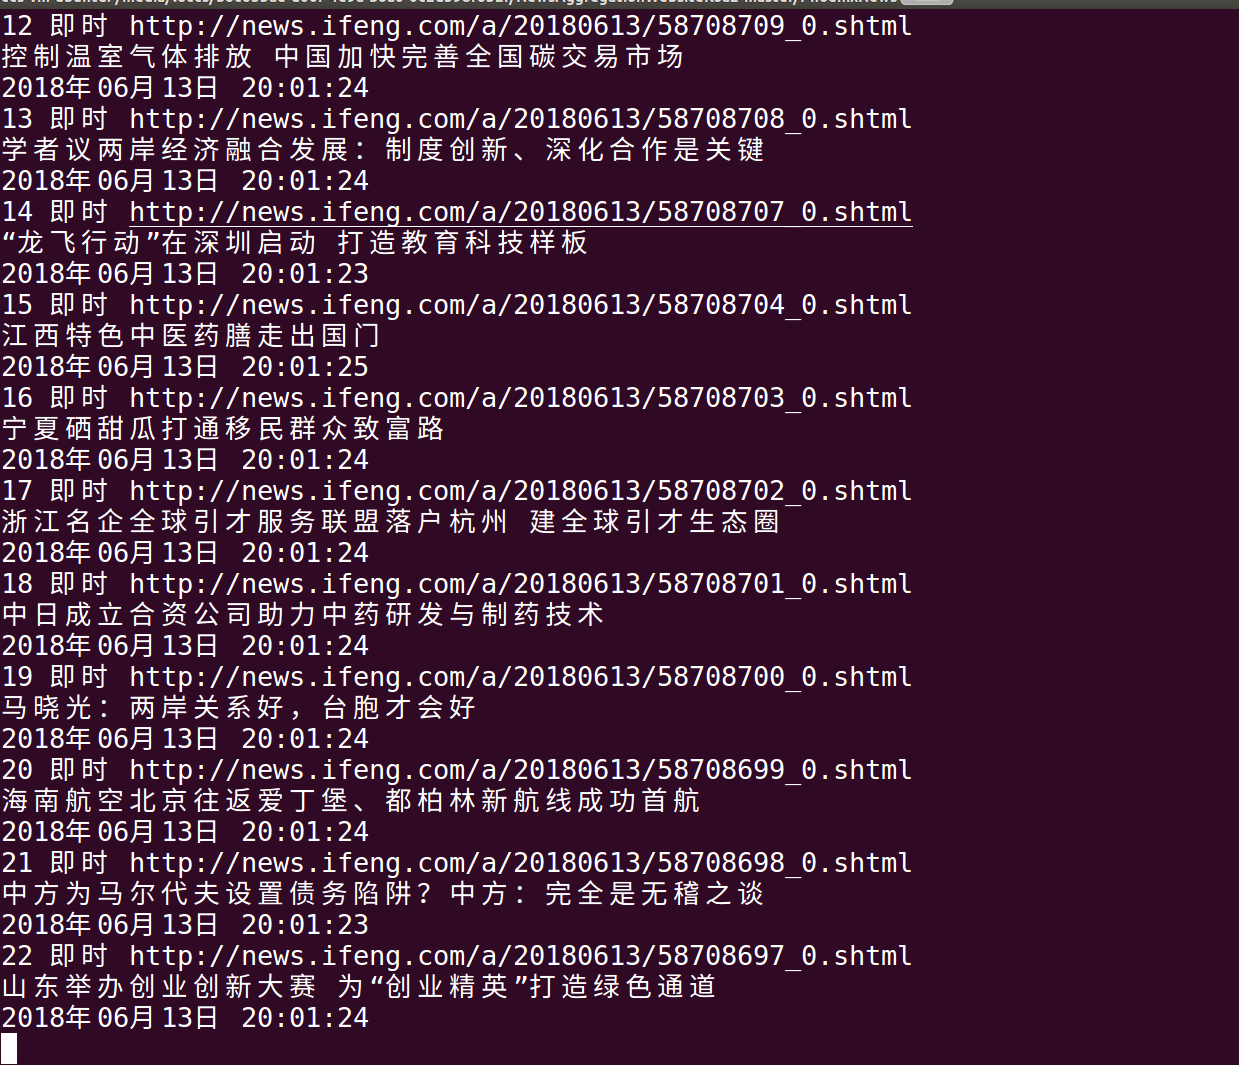 12 即时 http://news.ifeng.com/a/20180613/58708709_0.shtml
控制温室气体排放 中国加快完善全国碳交易市场
2018年06月13日 20:01:24
13 即时 http://news.ifeng.com/a/20180613/58708708_0.shtml
学者议两岸经济融合发展：制度创新、深化合作是关键
2018年06月13日 20:01:24
14 即时 http://news.ifeng.com/a/20180613/58708707_0.shtml
“龙飞行动”在深圳启动 打造教育科技样板
2018年06月13日 20:01:23
15 即时 http://news.ifeng.com/a/20180613/58708704_0.shtml
江西特色中医药膳走出国门
2018年06月13日 20:01:25
16 即时 http://news.ifeng.com/a/20180613/58708703_0.shtml
宁夏硒甜瓜打通移民群众致富路
2018年06月13日 20:01:24
17 即时 http://news.ifeng.com/a/20180613/58708702_0.shtml
浙江名企全球引才服务联盟落户杭州 建全球引才生态圈
2018年06月13日 20:01:24
18 即时 http://news.ifeng.com/a/20180613/58708701_0.shtml
中日成立合资公司助力中药研发与制药技术
2018年06月13日 20:01:24
19 即时 http://news.ifeng.com/a/20180613/58708700_0.shtml
马晓光：两岸关系好，台胞才会好
2018年06月13日 20:01:24
20 即时 http://news.ifeng.com/a/20180613/58708699_0.shtml
海南航空北京往返爱丁堡、都柏林新航线成功首航
2018年06月13日 20:01:24
21 即时 http://news.ifeng.com/a/20180613/58708698_0.shtml
中方为马尔代夫设置债务陷阱？中方：完全是无稽之谈
2018年06月13日 20:01:23
22 即时 http://news.ifeng.com/a/20180613/58708697_0.shtml
山东举办创业创新大赛 为“创业精英”打造绿色通道
2018年06月13日 20:01:24